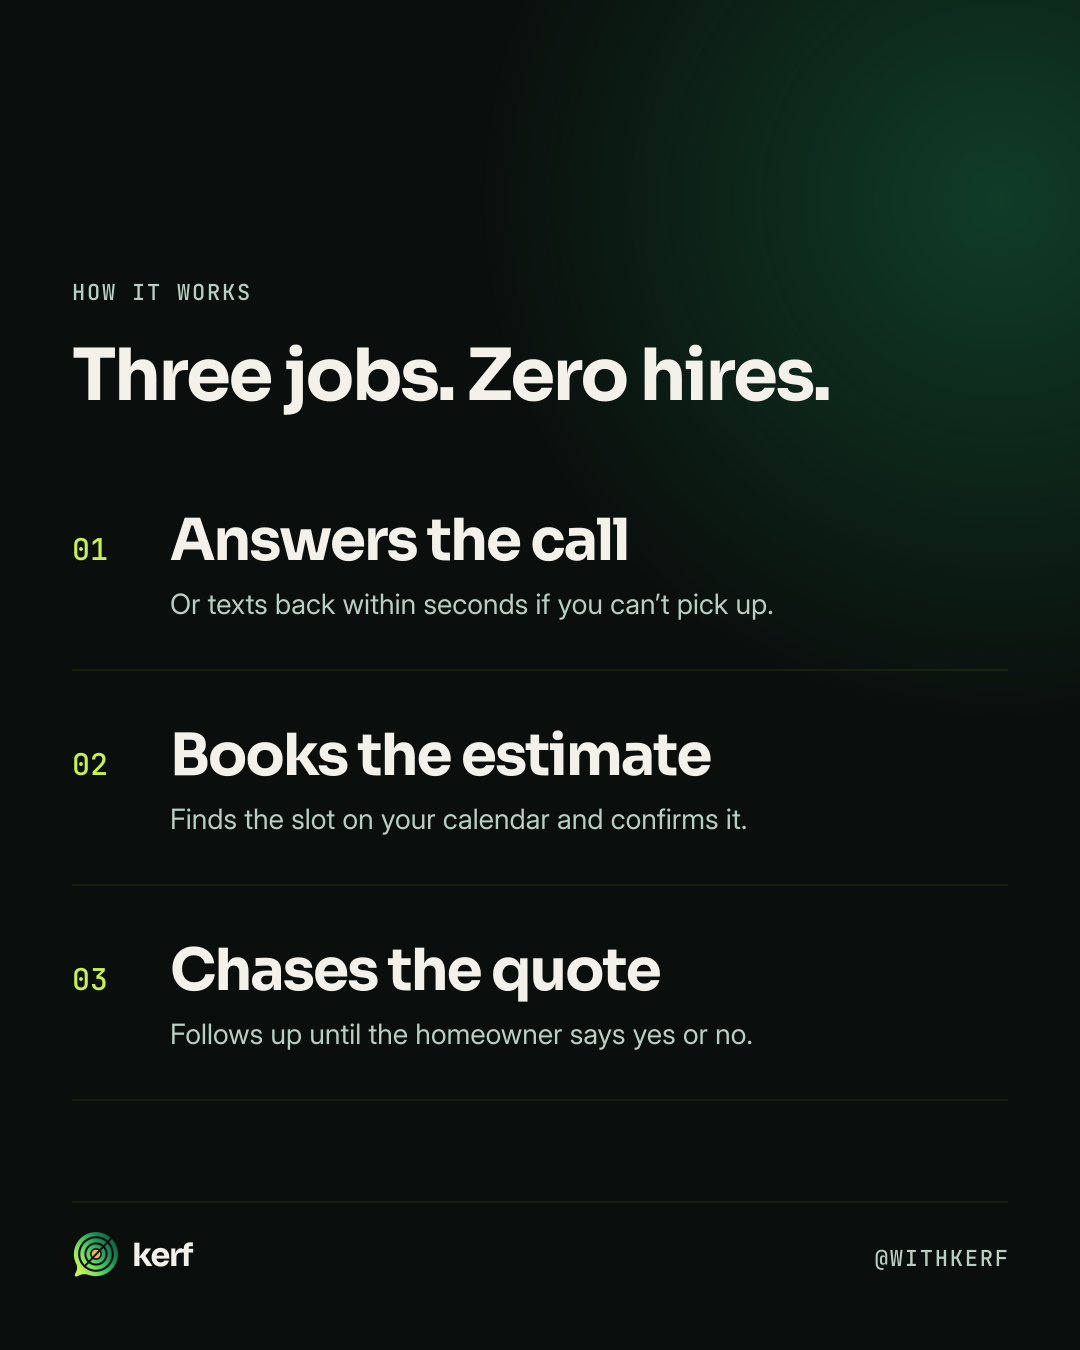 HOW IT WORKS
Three jobs. Zero hires.
01
Answers the call
Or texts back within seconds if you can’t pick up.
02
Books the estimate
Finds the slot on your calendar and confirms it.
03
Chases the quote
Follows up until the homeowner says yes or no.
kerf
@WITHKERF